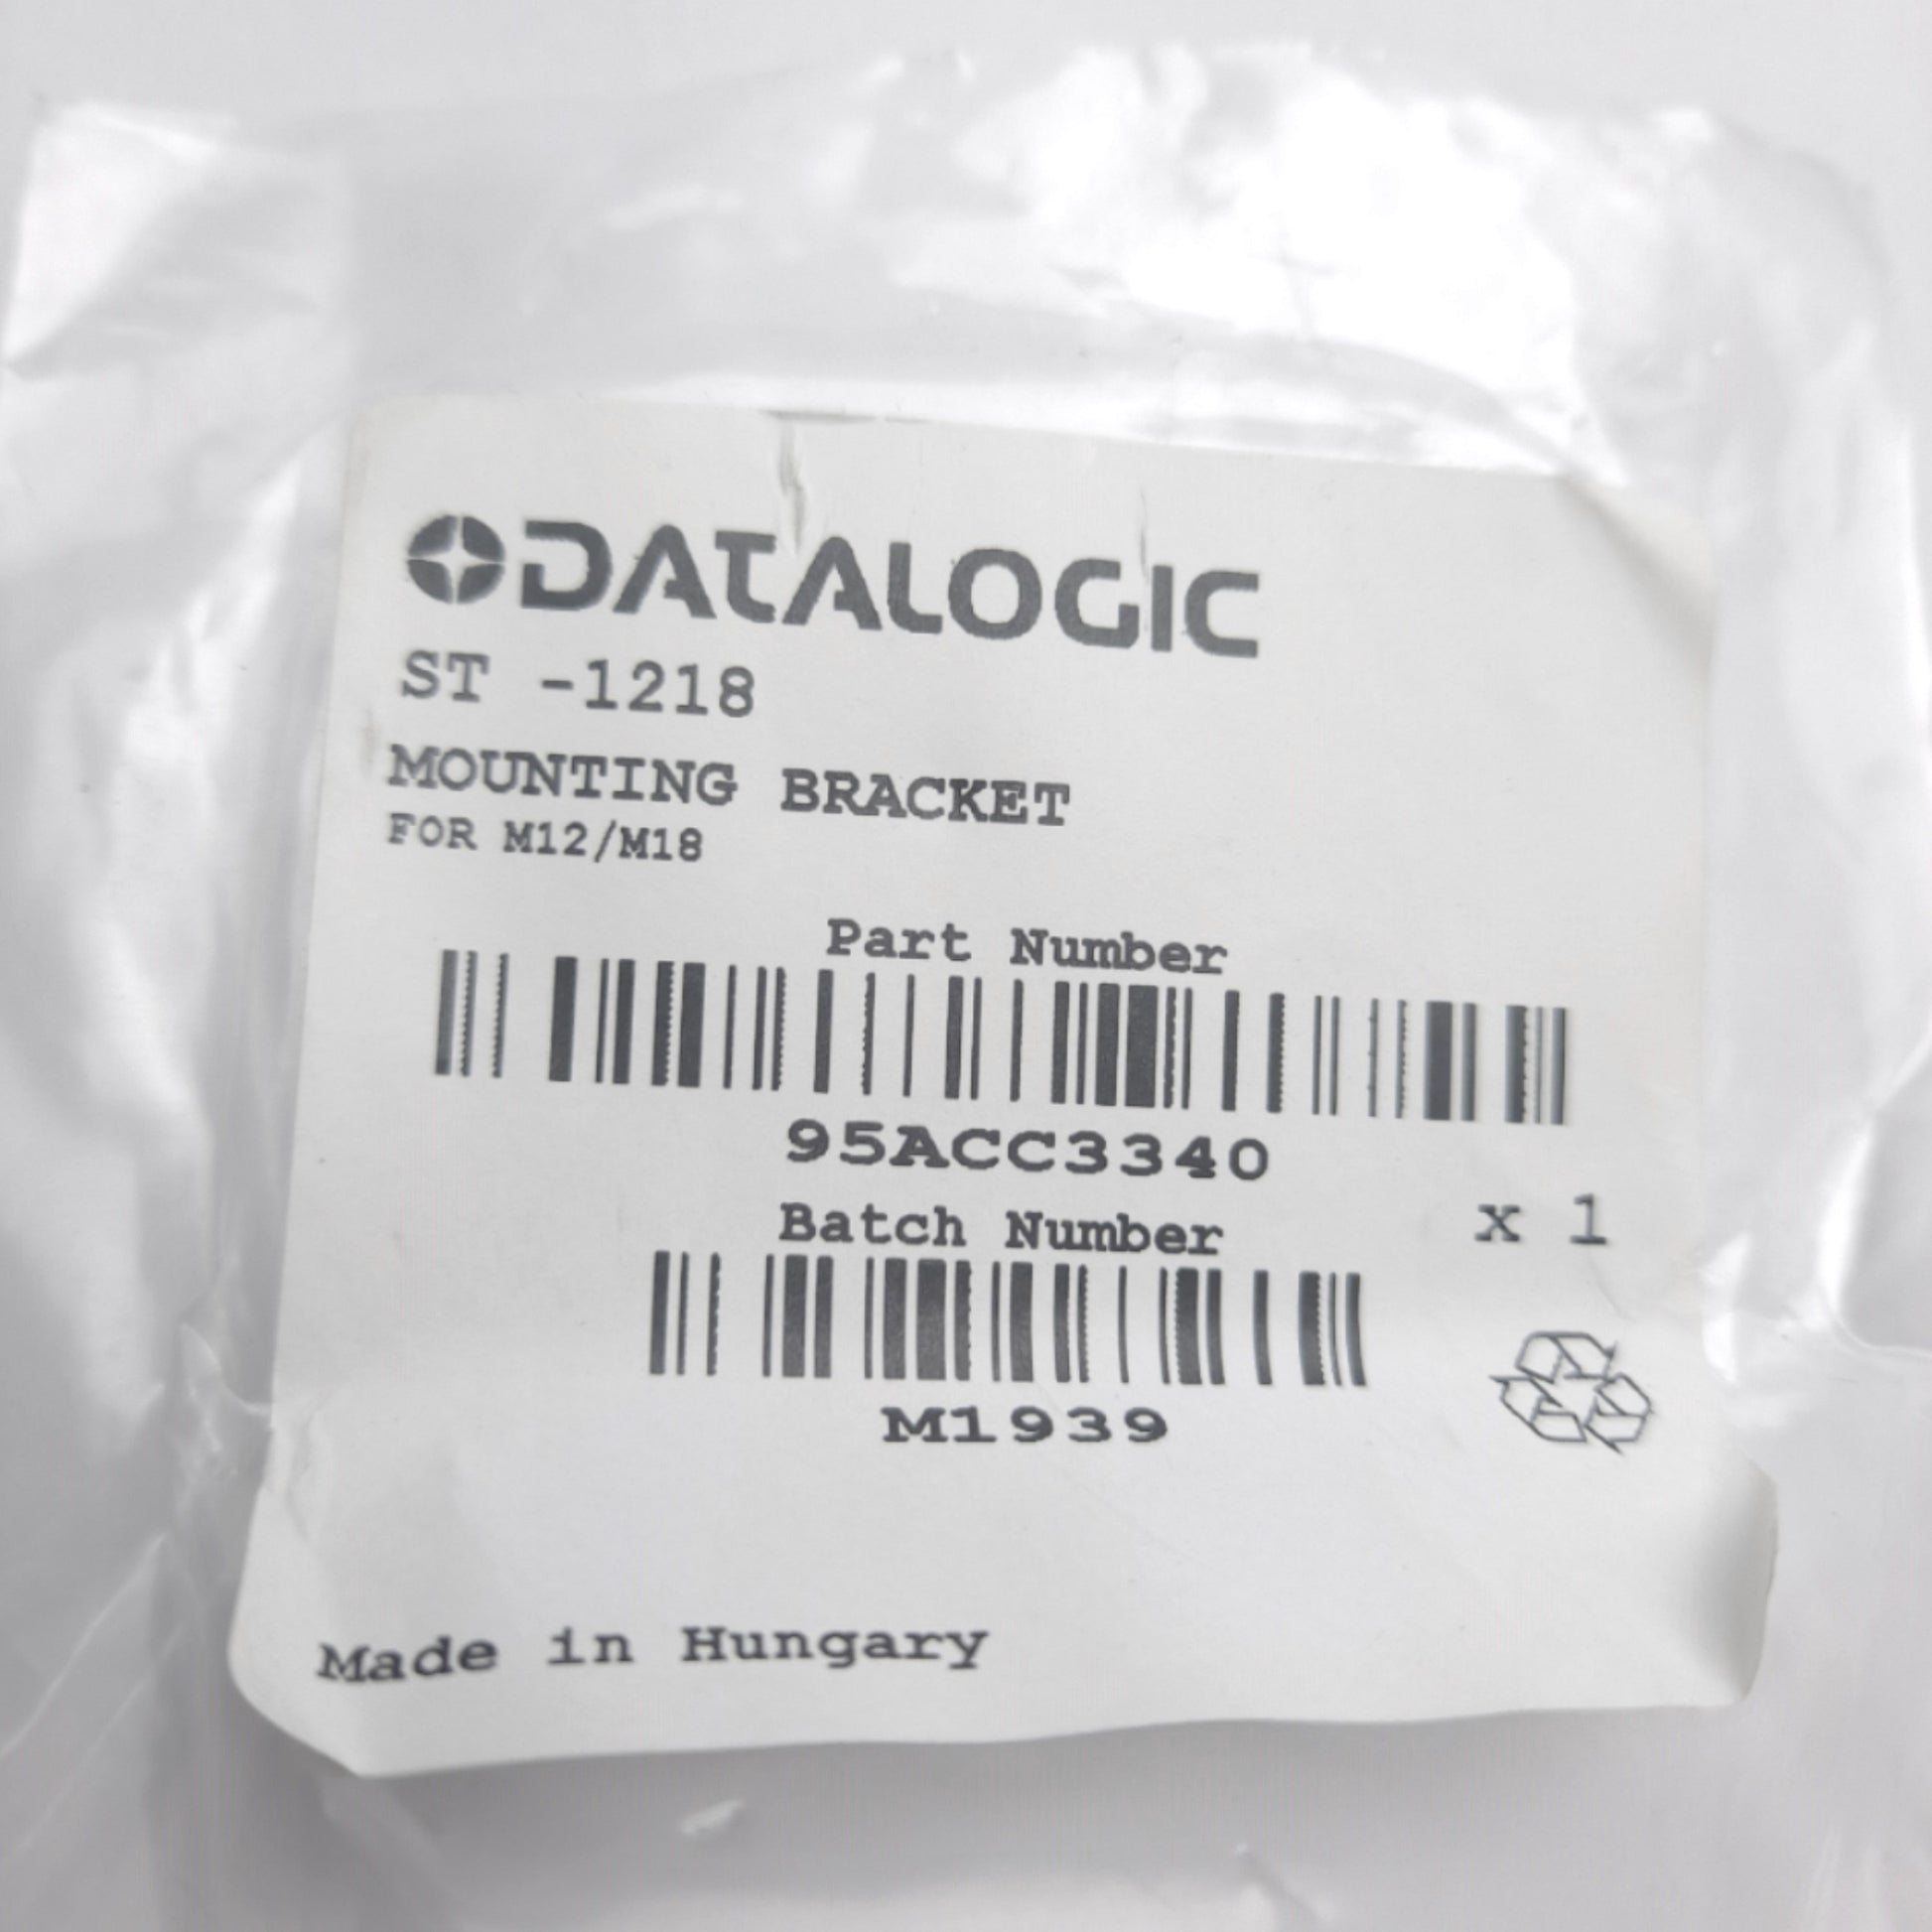 DATALOGIC
ST -1218
MOUNTING BRACKET
FOR M12/M18
Part Number
95ACC3340
Batch Number
x 1
M1939
Made in Hungary